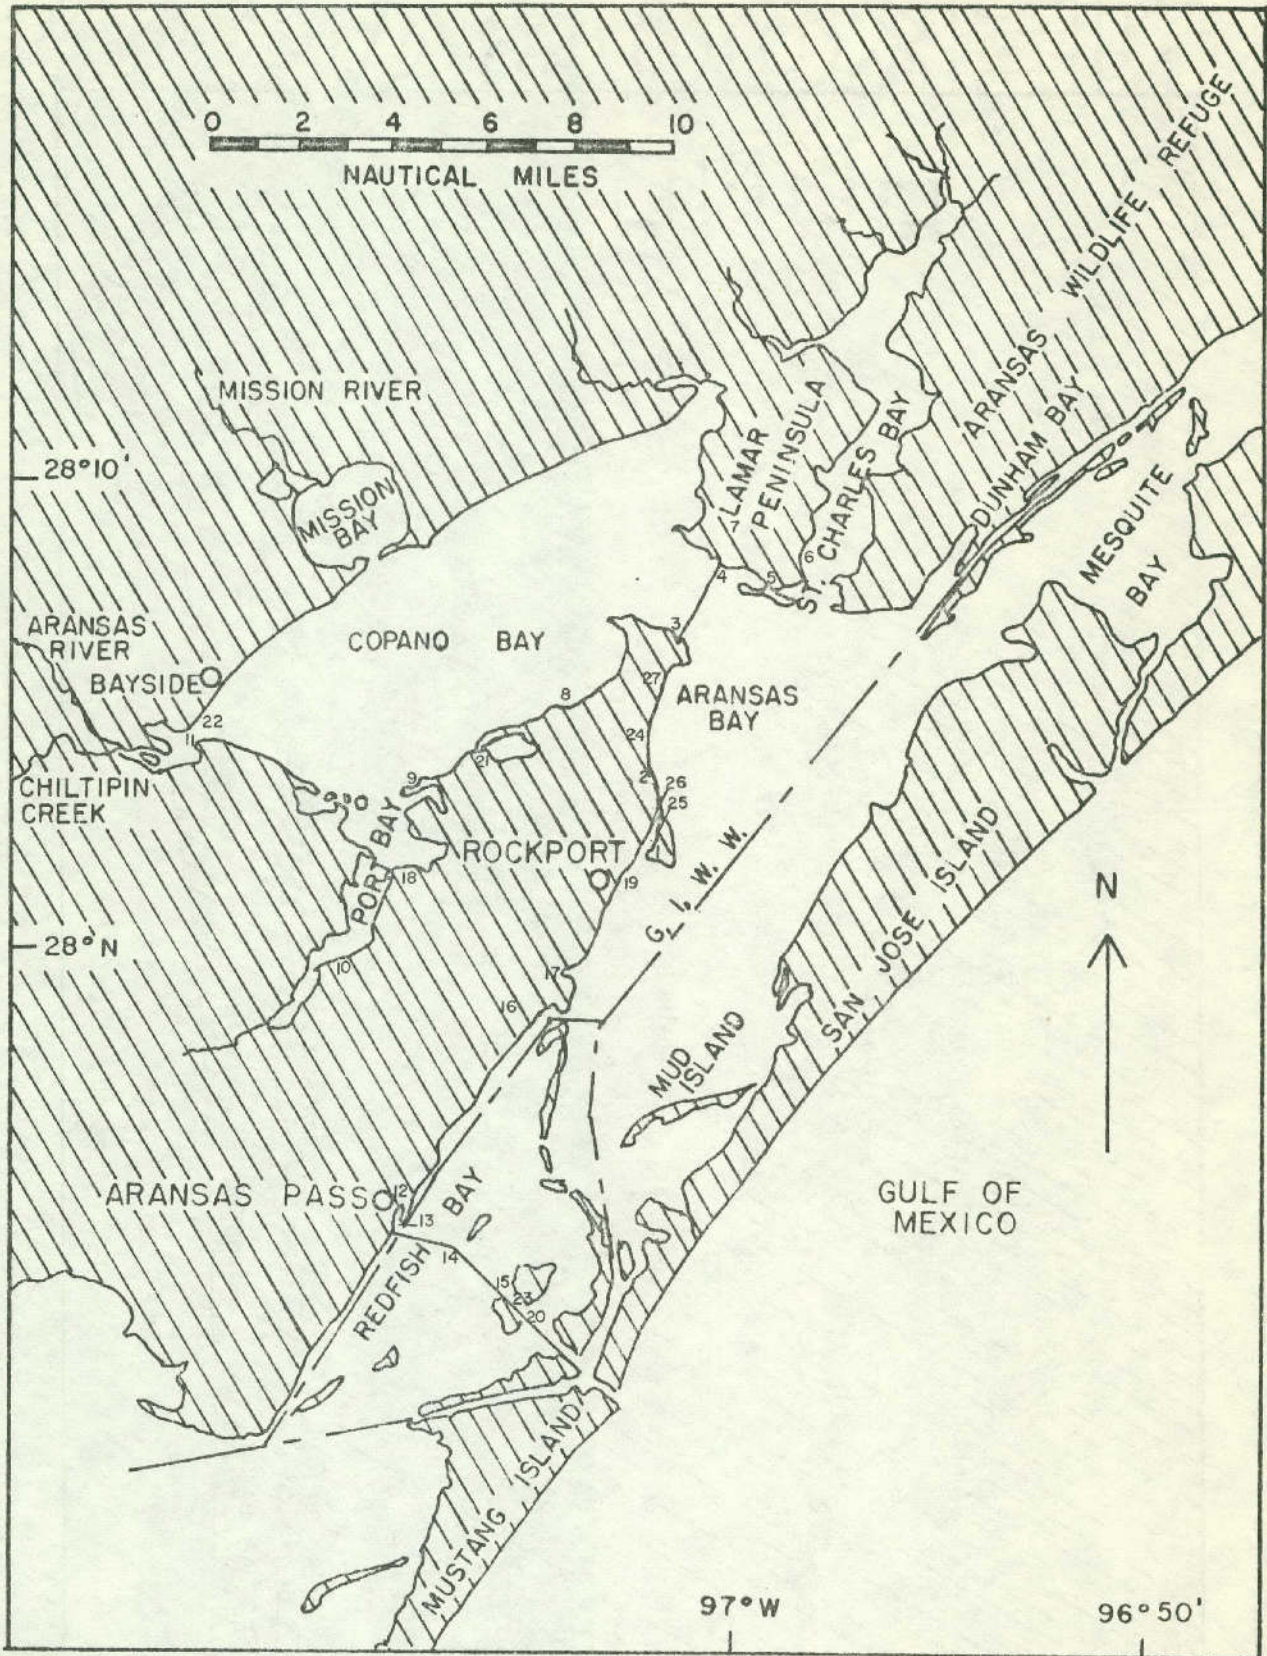 0 2 4 6 8 10
NAUTICAL MILES
ARANSAS WILDLIFE REFUGE
MISSION RIVER
28°10'
MISSION
BAY
LAMAR
PENINSULA
ST. CHARLES BAY
DUNHAM BAY
MESQUITE
BAY
6
5
4
3
ARANSAS
RIVER
COPANO BAY
BAYSIDE
27
ARANSAS
BAY
8
22
11
24
21
2
26
25
1
9
CHILTIPIN
CREEK
PORT BAY
ROCKPORT
18
19
G. I. W. W.
SAN JOSE ISLAND
N
28°N
10
17
16
MUD
ISLAND
ARANSAS PASS
12
13
REDFISH BAY
14
15
23
20
GULF OF
MEXICO
MUSTANG ISLAND
97°W
96°50'